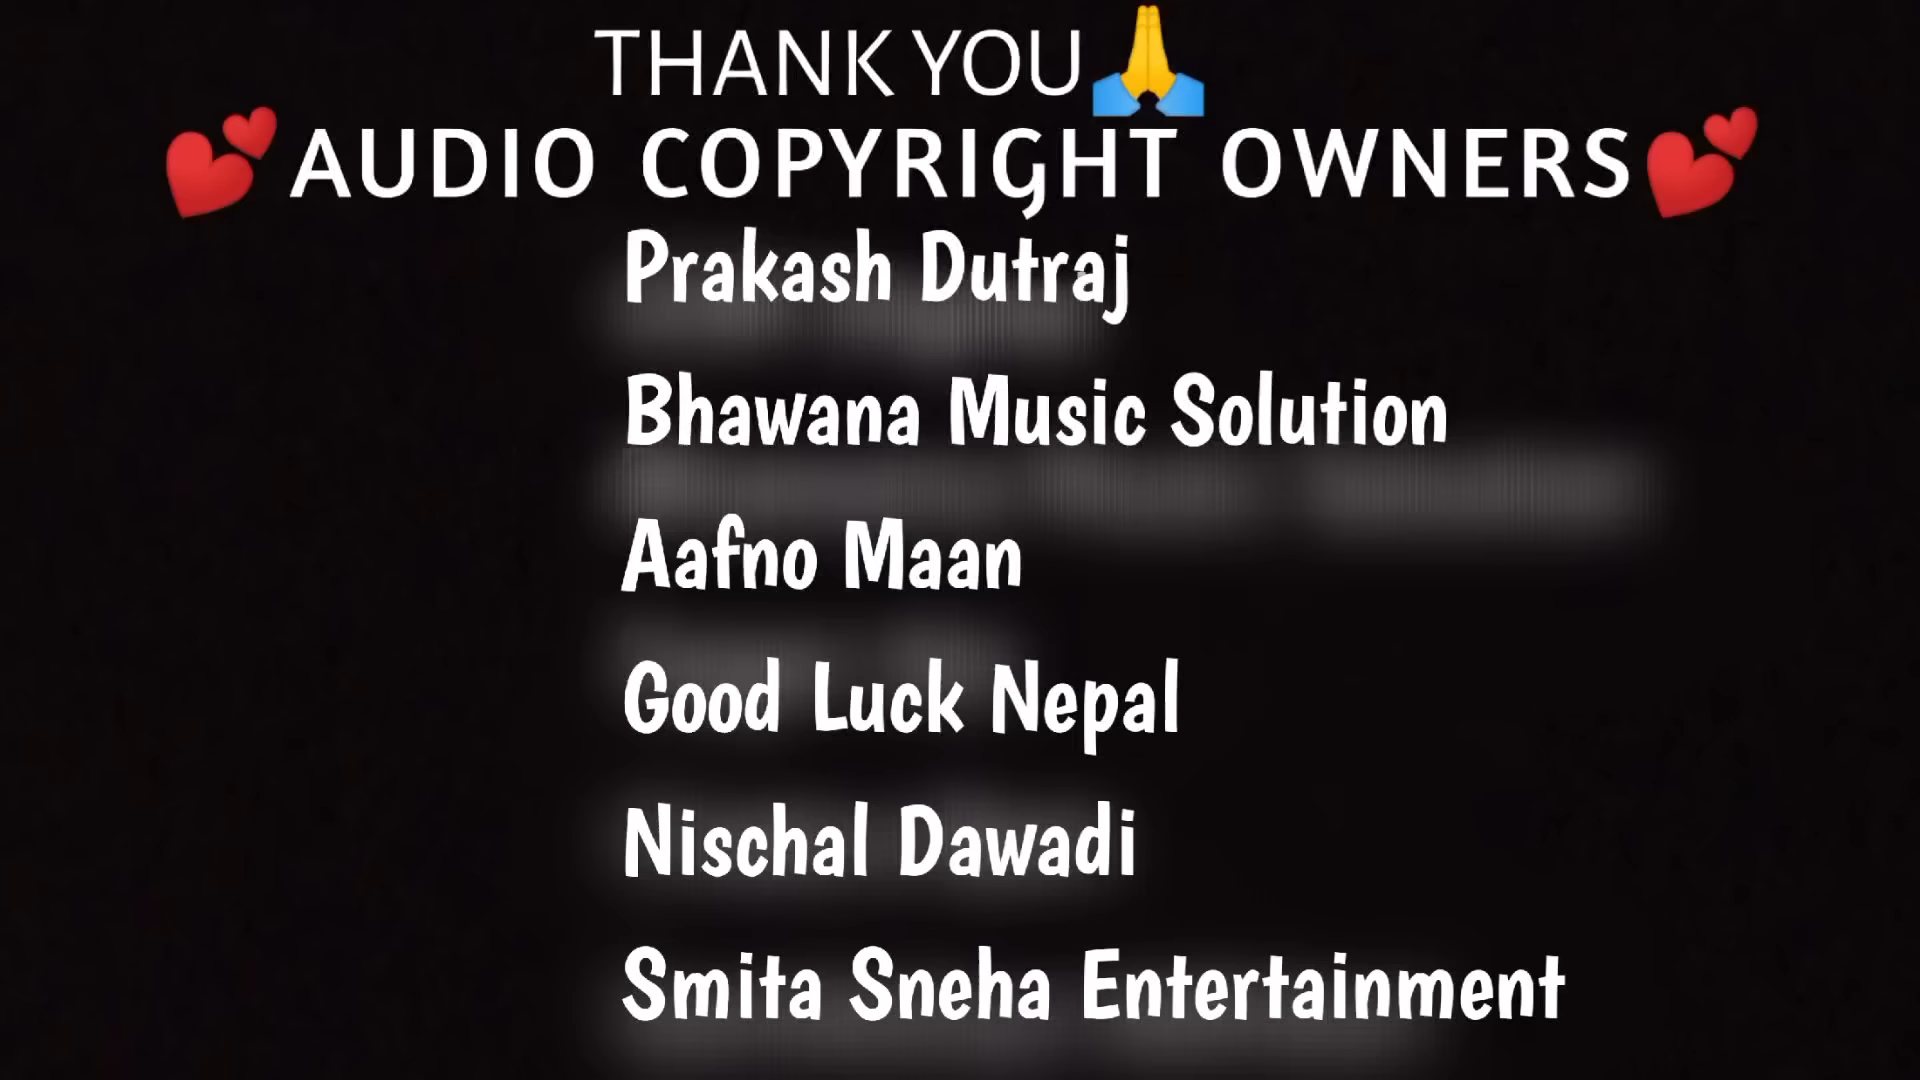 THANK YOU🙏
💕AUDIO COPYRIGHT OWNERS💕
Prakash Dutraj
Bhawana Music Solution
Aafno Maan
Good Luck Nepal
Nischal Dawadi
Smita Sneha Entertainment